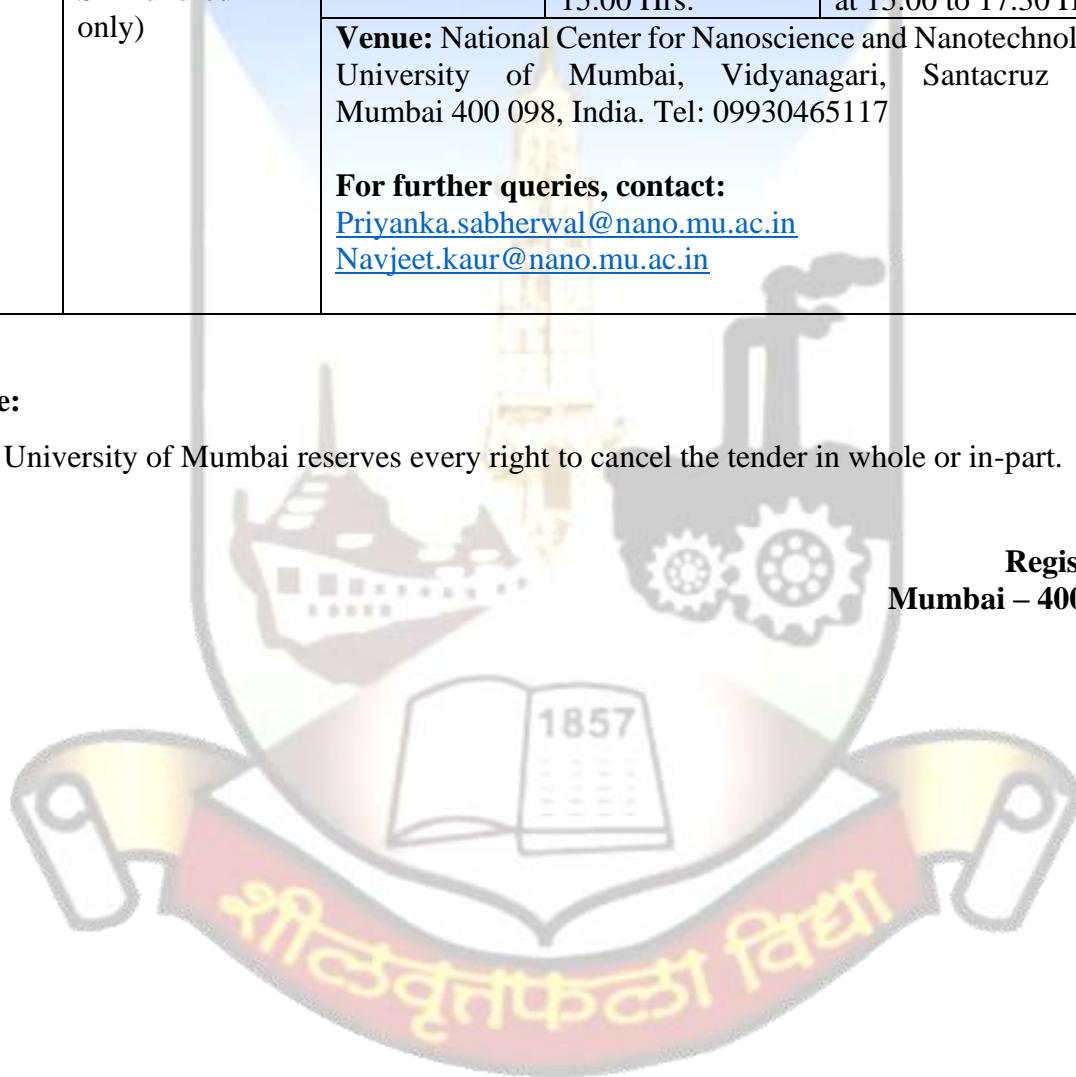 only)
15:00 Hrs.
at 15:00 to 17:30
Venue: National Center for Nanoscience and
University of Mumbai, Vidyanagari, Santacruz
Mumbai 400 098, India. Tel: 09930465117
For further queries, contact:
Priyanka.sabherwal@nano.mu.ac.in
Navjeet.kaur@nano.mu.ac.in
University of Mumbai reserves every right to cancel the tender in whole or in-part.
Mumbai –
1857
शीलवृतफला विद्या